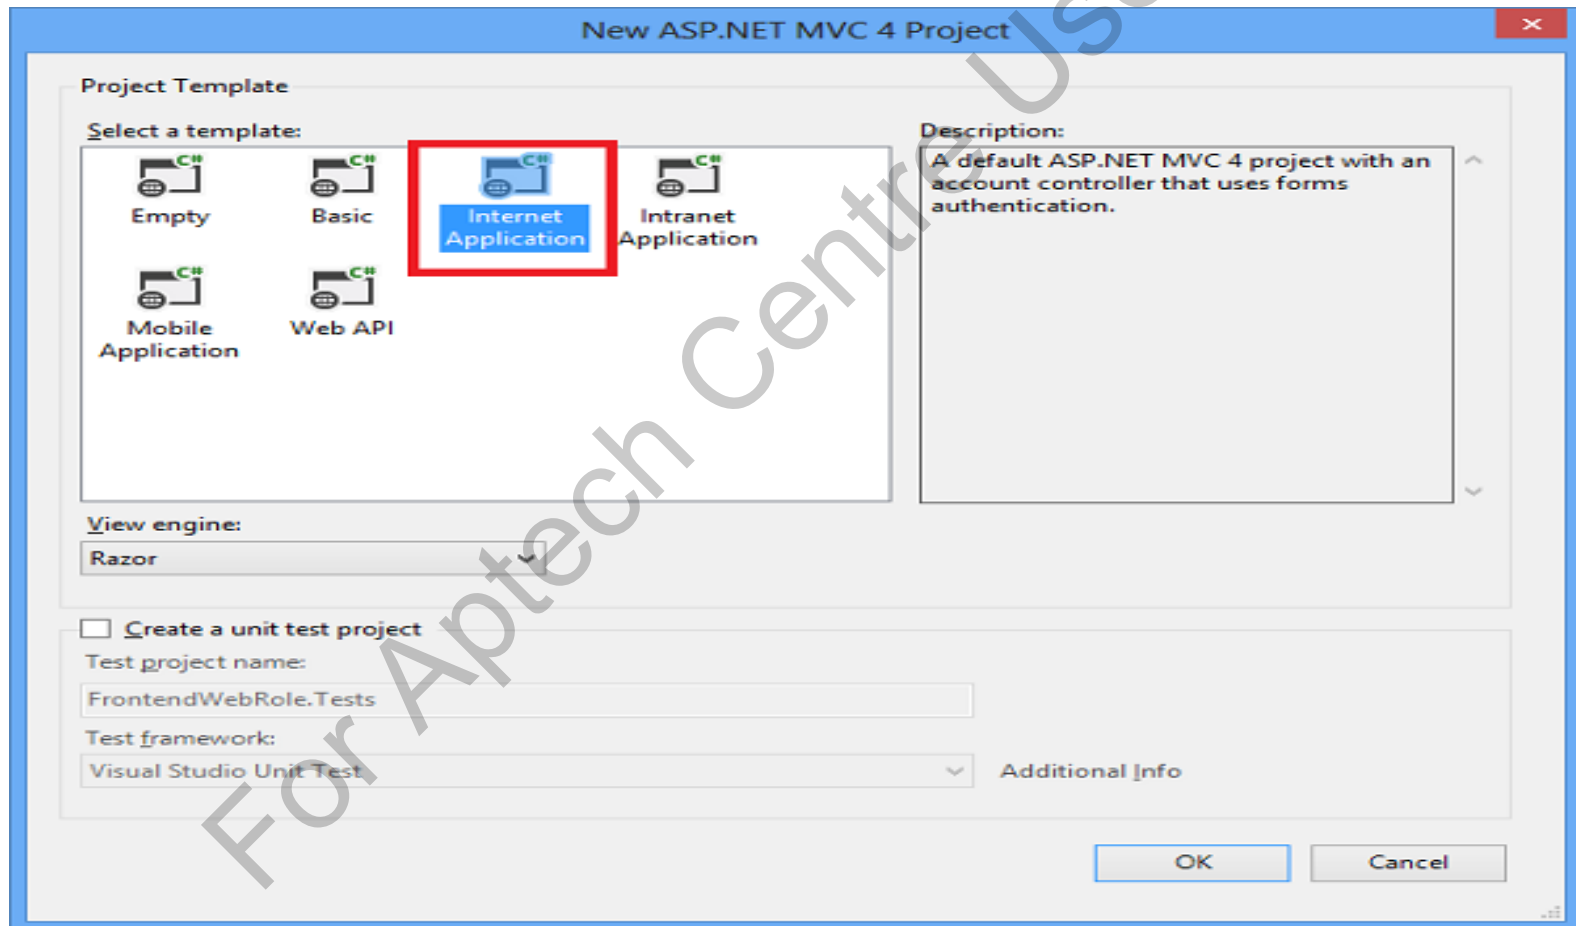 New ASP.NET MVC 4 Project
Project Template
Select a template:
C#
Empty
C#
Basic
C#
Internet
Application
C#
Intranet
Application
C#
Mobile
Application
C#
Web API
Description:
A default ASP.NET MVC 4 project with an
account controller that uses forms
authentication.
View engine:
Razor
Create a unit test project
Test project name:
FrontendWebRole.Tests
Test framework:
Visual Studio Unit Test
Additional Info
OK
Cancel
For Aptech Centre Use